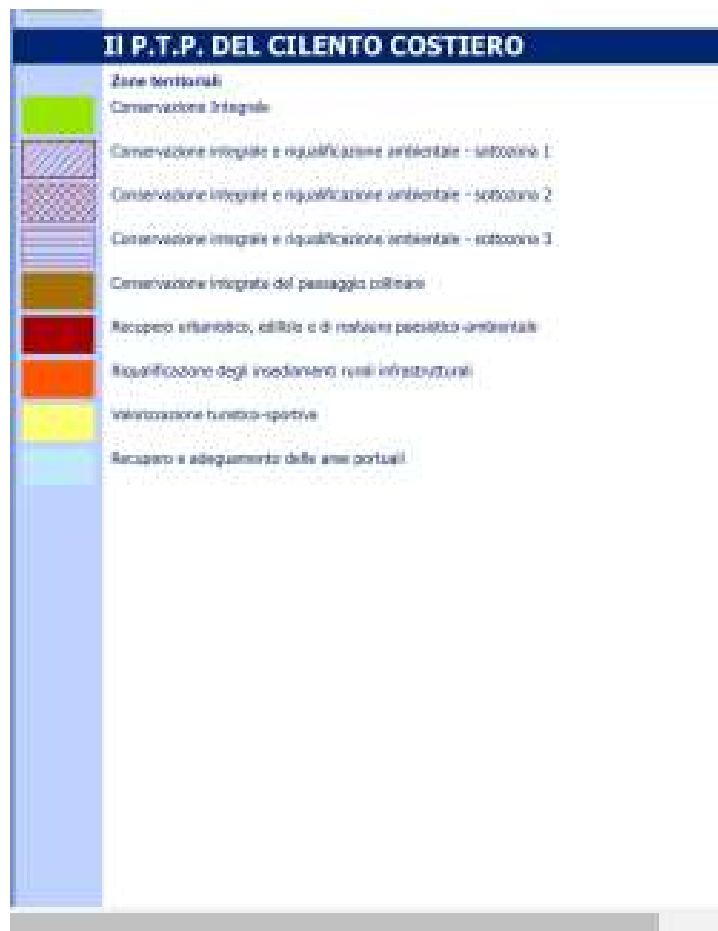 Il P.T.P. DEL CILENTO COSTIERO
Zone territoriali
Conservazione Integrale
Conservazione integrale e riqualificazione ambientale - sottozona 1
Conservazione integrale e riqualificazione ambientale - sottozona 2
Conservazione integrale e riqualificazione ambientale - sottozona 3
Conservazione integrata del paesaggio collinare
Recupero urbanistico, edilizio e di restauro paesistico-ambientale
Riqualificazione degli insediamenti rurali infrastrutturali
Valorizzazione turistico-sportiva
Recupero e adeguamento delle aree portuali